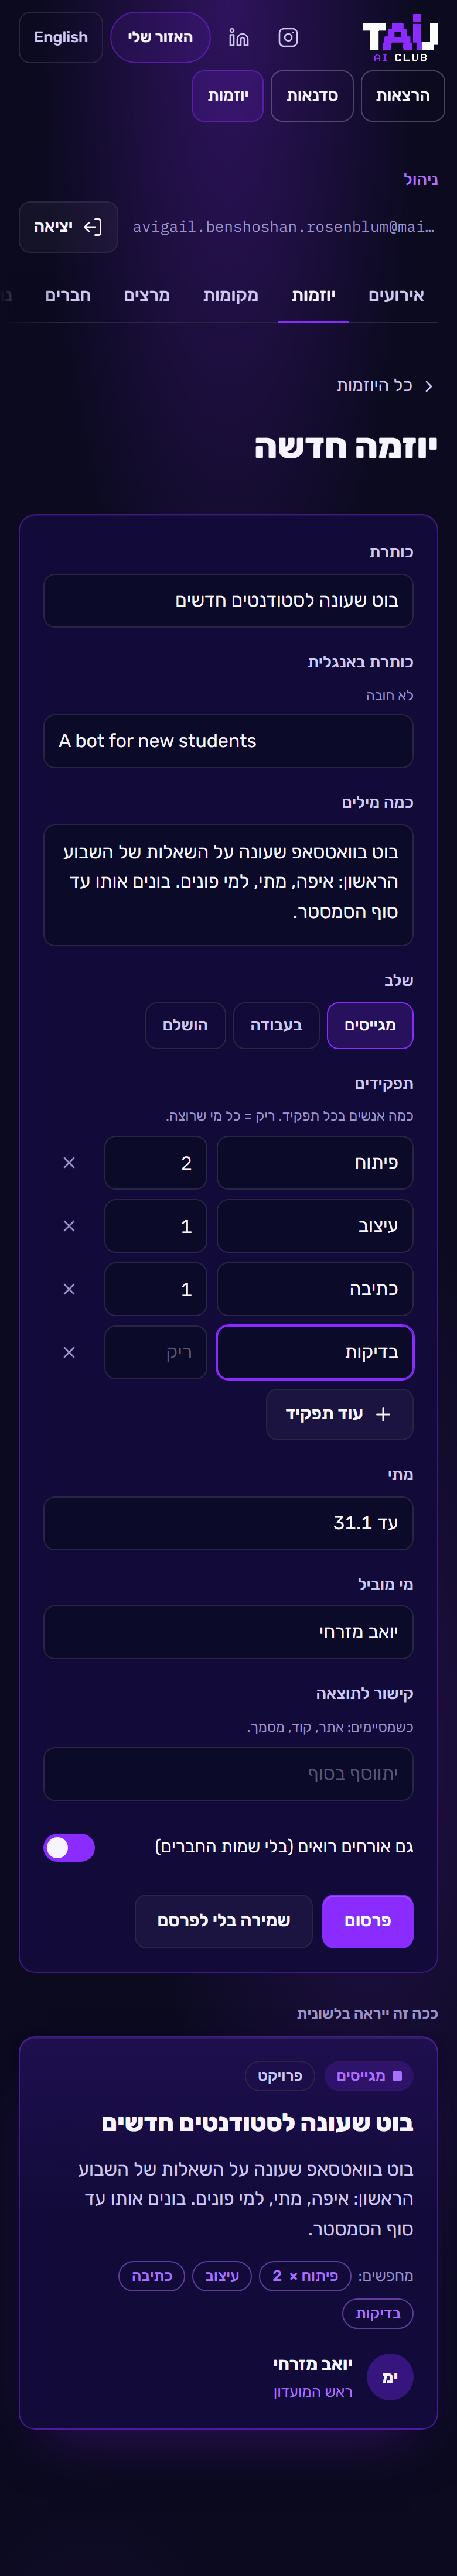 TAU
AI CLUB
האזור שלי
English
הרצאות
סדנאות
יוזמות
ניהול
avigail.benshoshan.rosenblum@mai…
יציאה
אירועים
יוזמות
מקומות
מרצים
חברים
כל היוזמות
יוזמה חדשה
כותרת
בוט שעונה לסטודנטים חדשים
כותרת באנגלית
לא חובה
A bot for new students
כמה מילים
בוט בוואטסאפ שעונה על השאלות של השבוע
הראשון: איפה, מתי, למי פונים. בונים אותו עד
סוף הסמסטר.
שלב
מגייסים
בעבודה
הושלם
תפקידים
כמה אנשים בכל תפקיד. ריק = כל מי שרוצה.
פיתוח 2
עיצוב 1
כתיבה 1
בדיקות ריק
עוד תפקיד
מתי
עד 31.1
מי מוביל
יואב מזרחי
קישור לתוצאה
כשמסיימים: אתר, קוד, מסמך.
יתווסף בסוף
גם אורחים רואים (בלי שמות החברים)
פרסום
שמירה בלי לפרסם
ככה זה ייראה בלשונית
מגייסים
פרויקט
בוט שעונה לסטודנטים חדשים
בוט בוואטסאפ שעונה על השאלות של השבוע
הראשון: איפה, מתי, למי פונים. בונים אותו עד
סוף הסמסטר.
מחפשים: פיתוח × 2 עיצוב כתיבה
בדיקות
ימ
יואב מזרחי
ראש המועדון